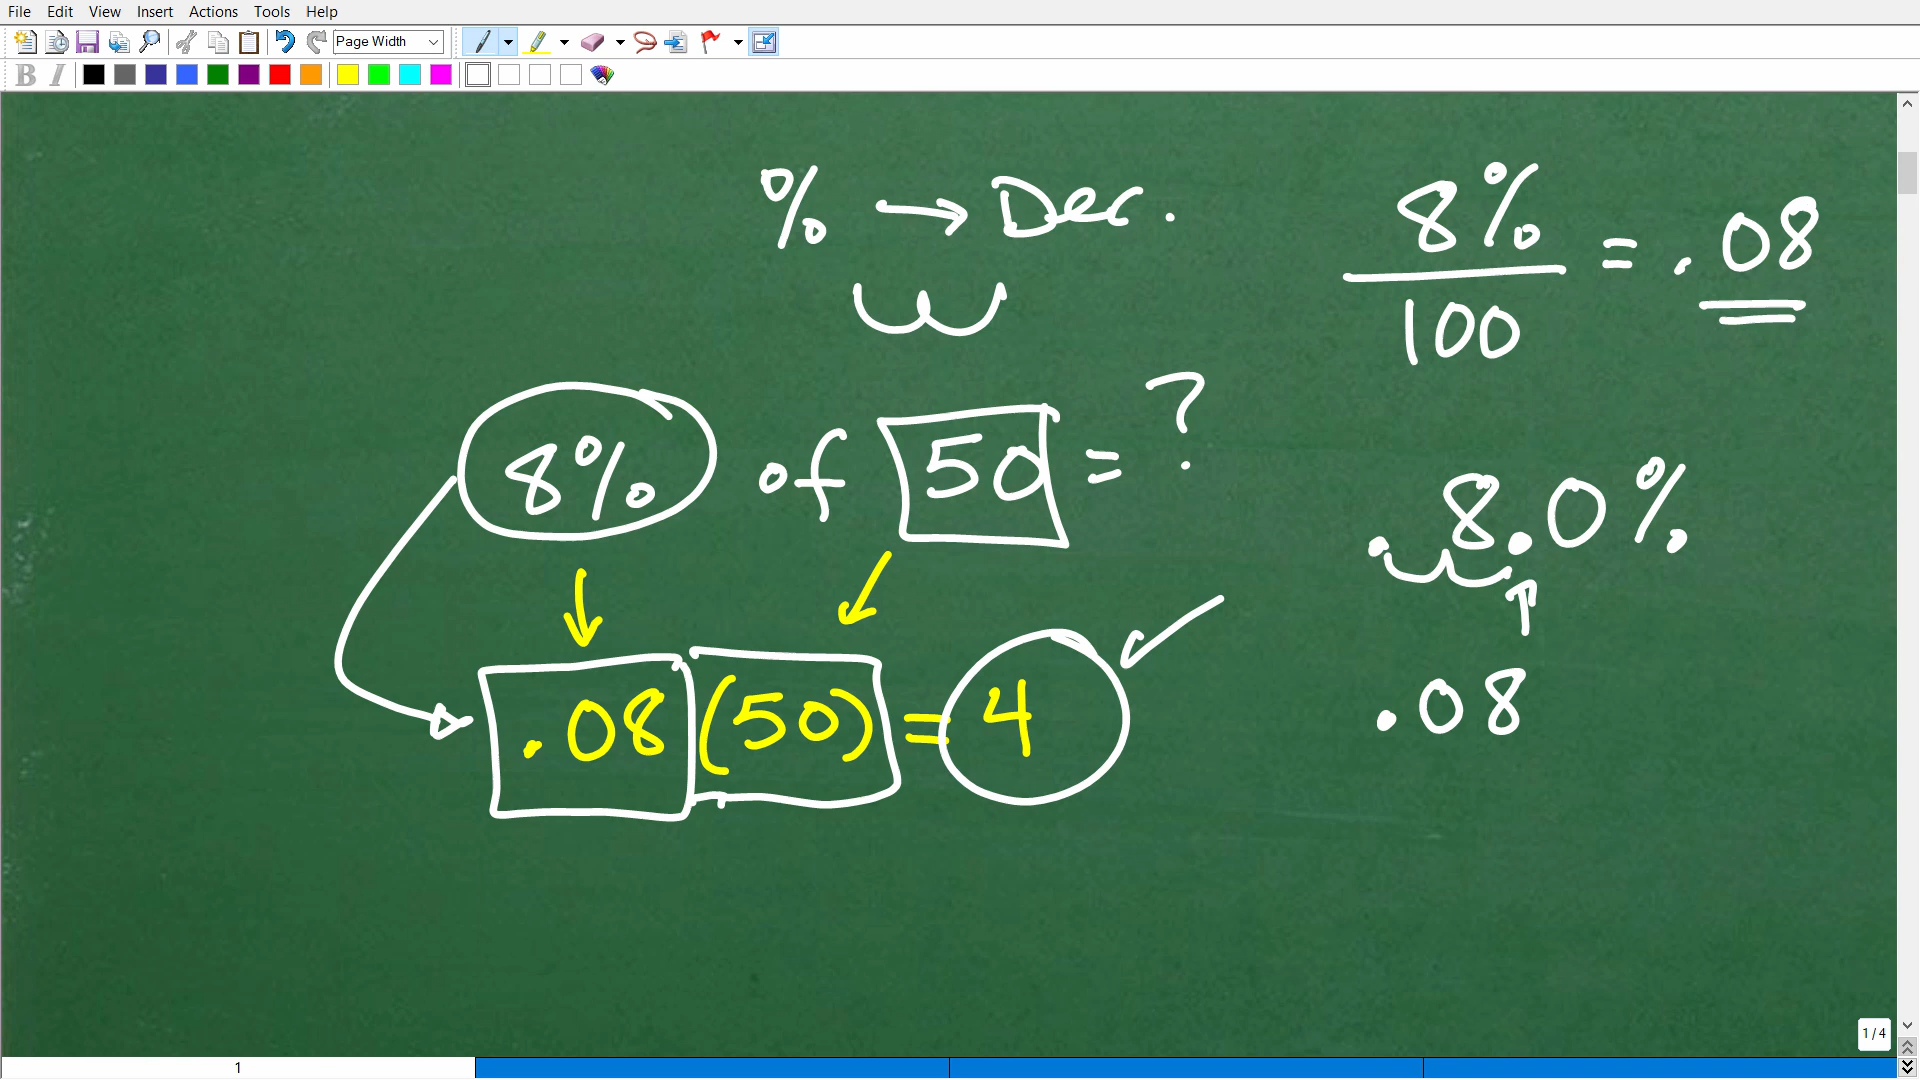 File Edit View Insert Actions Tools Help
Page Width
B I
% → Dec.
8% / 100 = .08
8% of 50 = ?
.8.0%
.08 (50) = 4
.08
1 / 4
1